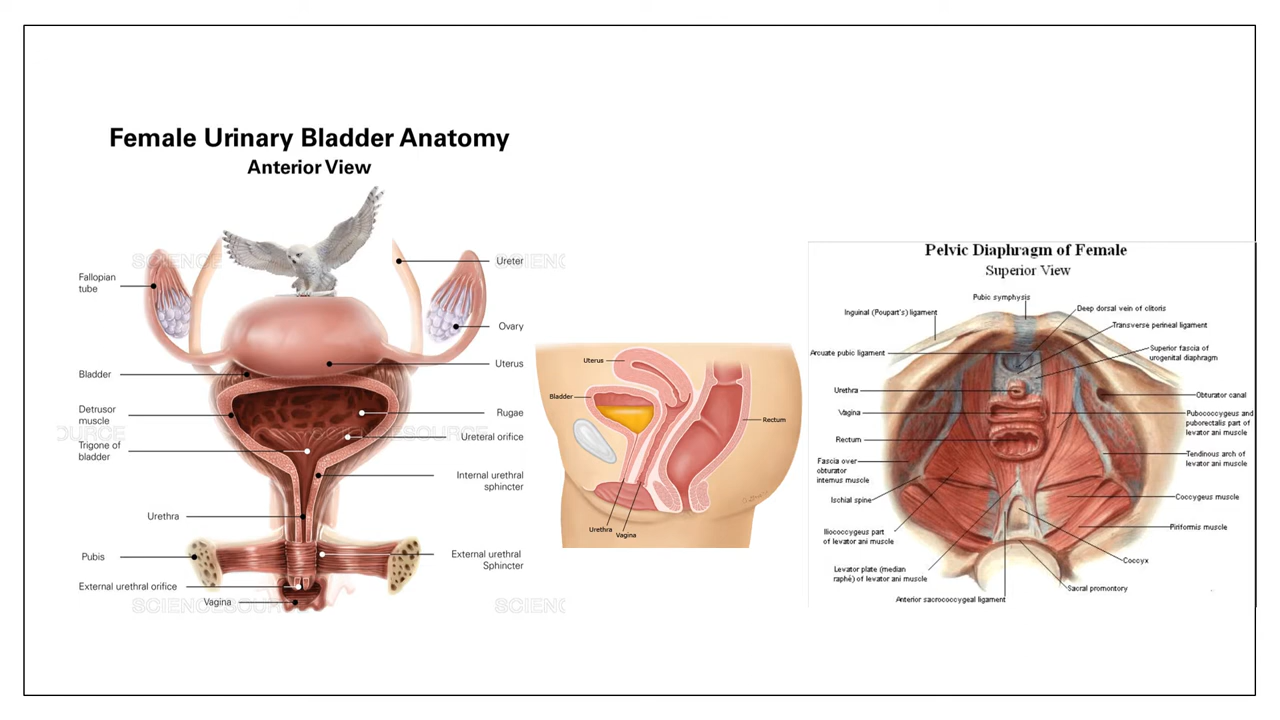 Female Urinary Bladder Anatomy
Anterior View
Fallopian
tube
Bladder
Detrusor
muscle
Trigone of
bladder
Urethra
Pubis
External urethral orifice
Vagina
Ureter
Ovary
Uterus
Rugae
Ureteral orifice
Internal urethral
sphincter
External urethral
Sphincter
SCIENCE
SCIENC
OURCE
SOURCE
SCIENCESOU
SCIENC
Uterus
Bladder
Rectum
Urethra
Vagina
Pelvic Diaphragm of Female
Superior View
Pubic symphysis
Inguinal (Poupart's) ligament
Arcuate pubic ligament
Urethra
Vagina
Rectum
Fascia over
obturator
internus muscle
Ischial spine
Iliococcygeus part
of levator ani muscle
Levator plate (median
raphé) of levator ani muscle
Anterior sacrococcygeal ligament
Deep dorsal vein of clitoris
Transverse perineal ligament
Superior fascia of
urogenital diaphragm
Obturator canal
Pubococcygeus and
puborectalis part of
levator ani muscle
Tendinous arch of
levator ani muscle
Coccygeus muscle
Piriformis muscle
Coccyx
Sacral promontory